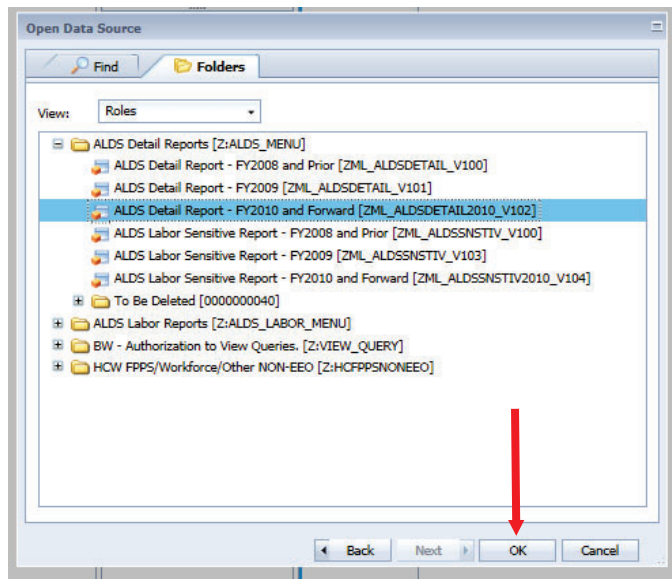 Open Data Source
Find Folders
View: Roles
ALDS Detail Reports [Z:ALDS_MENU]
ALDS Detail Report - FY2008 and Prior [ZML_ALDSDETAIL_V100]
ALDS Detail Report - FY2009 [ZML_ALDSDETAIL_V101]
ALDS Detail Report - FY2010 and Forward [ZML_ALDSDETAIL2010_V102]
ALDS Labor Sensitive Report - FY2008 and Prior [ZML_ALDSSNSTIV_V100]
ALDS Labor Sensitive Report - FY2009 [ZML_ALDSSNSTIV_V103]
ALDS Labor Sensitive Report - FY2010 and Forward [ZML_ALDSSNSTIV2010_V104]
To Be Deleted [0000000040]
ALDS Labor Reports [Z:ALDS_LABOR_MENU]
BW - Authorization to View Queries. [Z:VIEW_QUERY]
HCW FPPS/Workforce/Other NON-EEO [Z:HCFPPSNONEEO]
Back Next OK Cancel